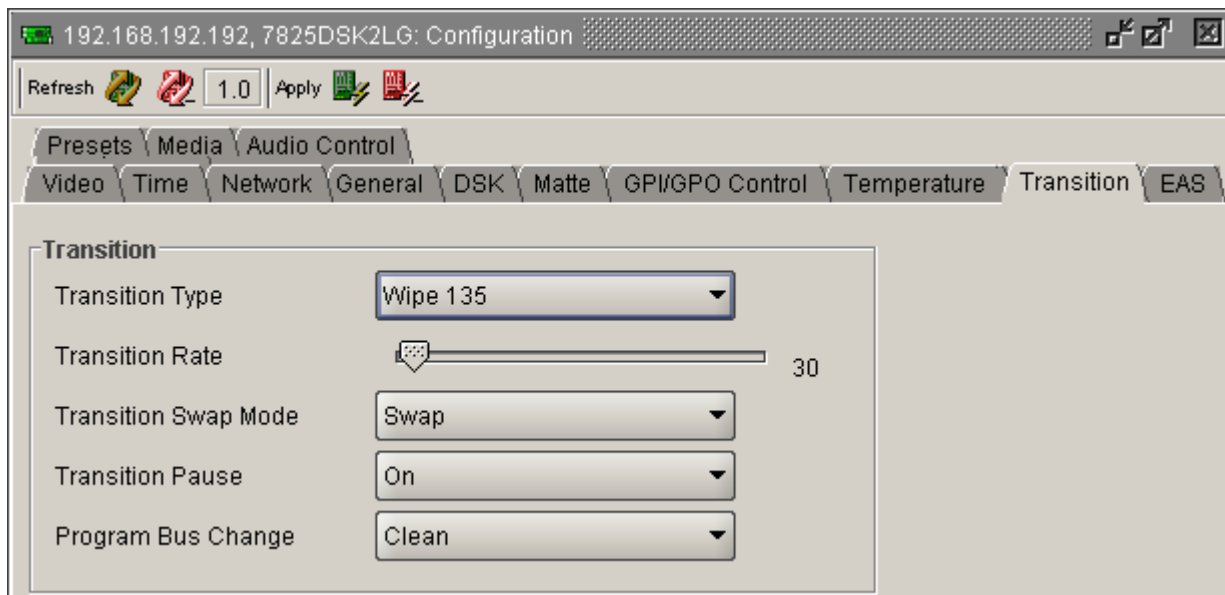 192.168.192.192, 7825DSK2LG: Configuration
Refresh 1.0 Apply
Presets Media Audio Control
Video Time Network General DSK Matte GPI/GPO Control Temperature Transition EAS
Transition
Transition Type Wipe 135
Transition Rate 30
Transition Swap Mode Swap
Transition Pause On
Program Bus Change Clean